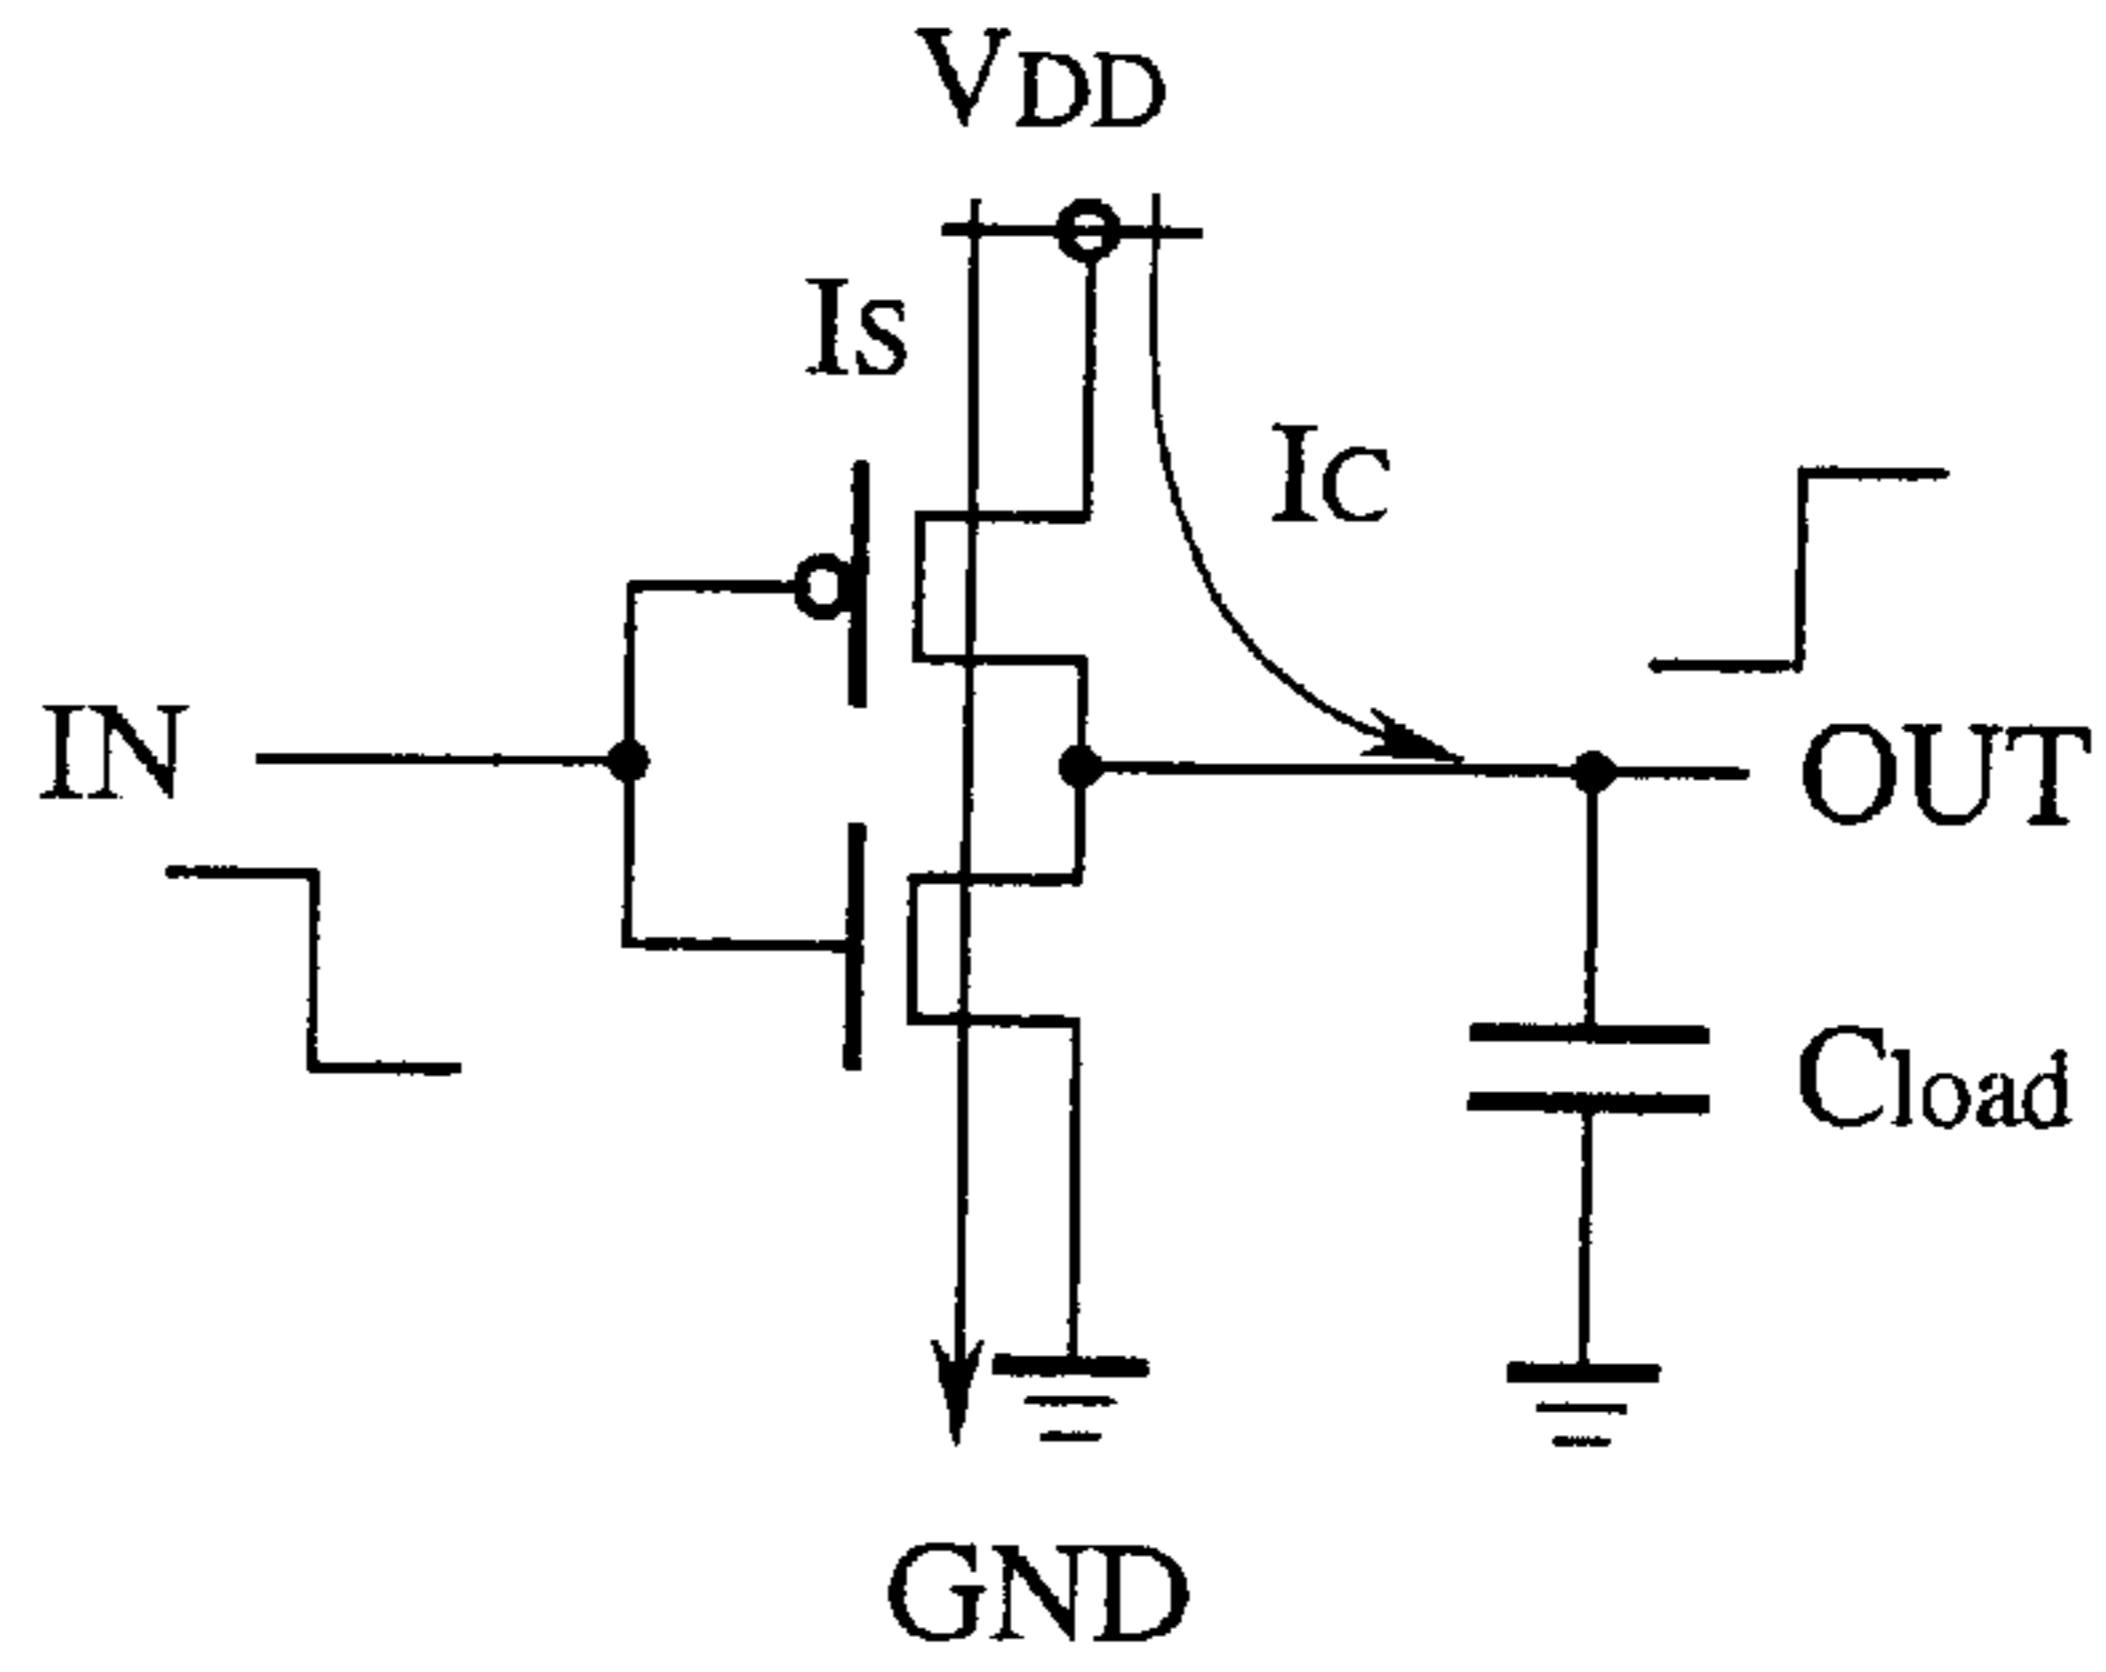 VDD
IS
IC
IN
OUT
Cload
GND